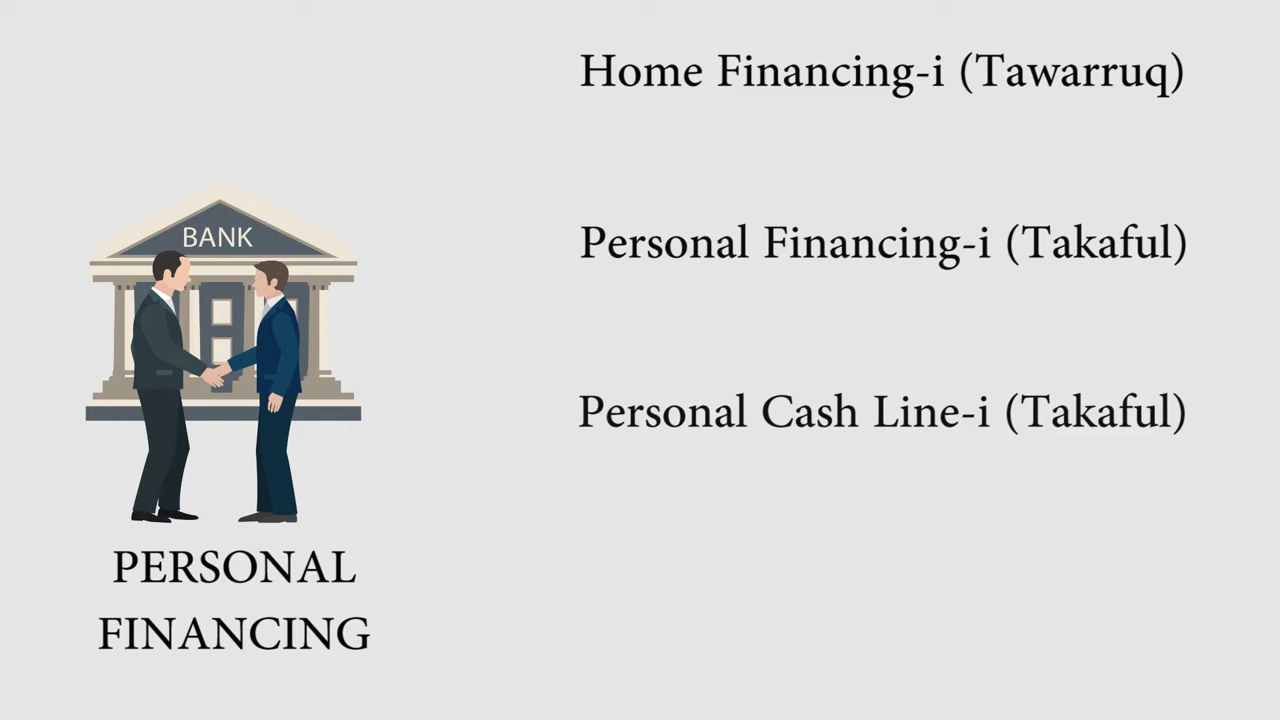 Home Financing-i (Tawarruq)
Personal Financing-i (Takaful)
Personal Cash Line-i (Takaful)
BANK
PERSONAL
FINANCING